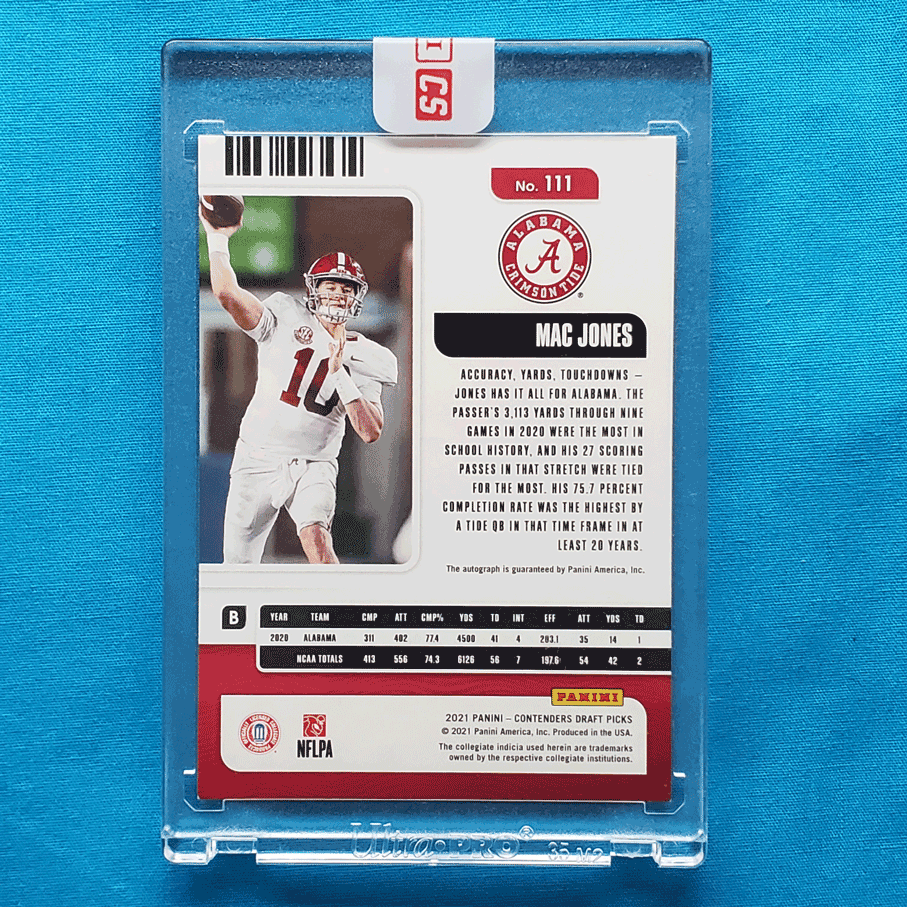 I CS
No. 111
ALABAMA
A
CRIMSON TIDE
®
MAC JONES
10
ACCURACY, YARDS, TOUCHDOWNS —
JONES HAS IT ALL FOR ALABAMA. THE
PASSER'S 3,113 YARDS THROUGH NINE
GAMES IN 2020 WERE THE MOST IN
SCHOOL HISTORY, AND HIS 27 SCORING
PASSES IN THAT STRETCH WERE TIED
FOR THE MOST. HIS 75.7 PERCENT
COMPLETION RATE WAS THE HIGHEST BY
A TIDE QB IN THAT TIME FRAME IN AT
LEAST 20 YEARS.
The autograph is guaranteed by Panini America, Inc.
B
YEAR TEAM CMP ATT CMP% YDS TD INT EFF ATT YDS TD
2020 ALABAMA 311 402 77.4 4500 41 4 203.1 35 14 1
NCAA TOTALS 413 556 74.3 6126 56 7 197.6 54 42 2
PANINI
2021 PANINI – CONTENDERS DRAFT PICKS
© 2021 Panini America, Inc. Produced in the USA.
The collegiate indicia used herein are trademarks
owned by the respective collegiate institutions.
NFLPA
Ultra•PRO®